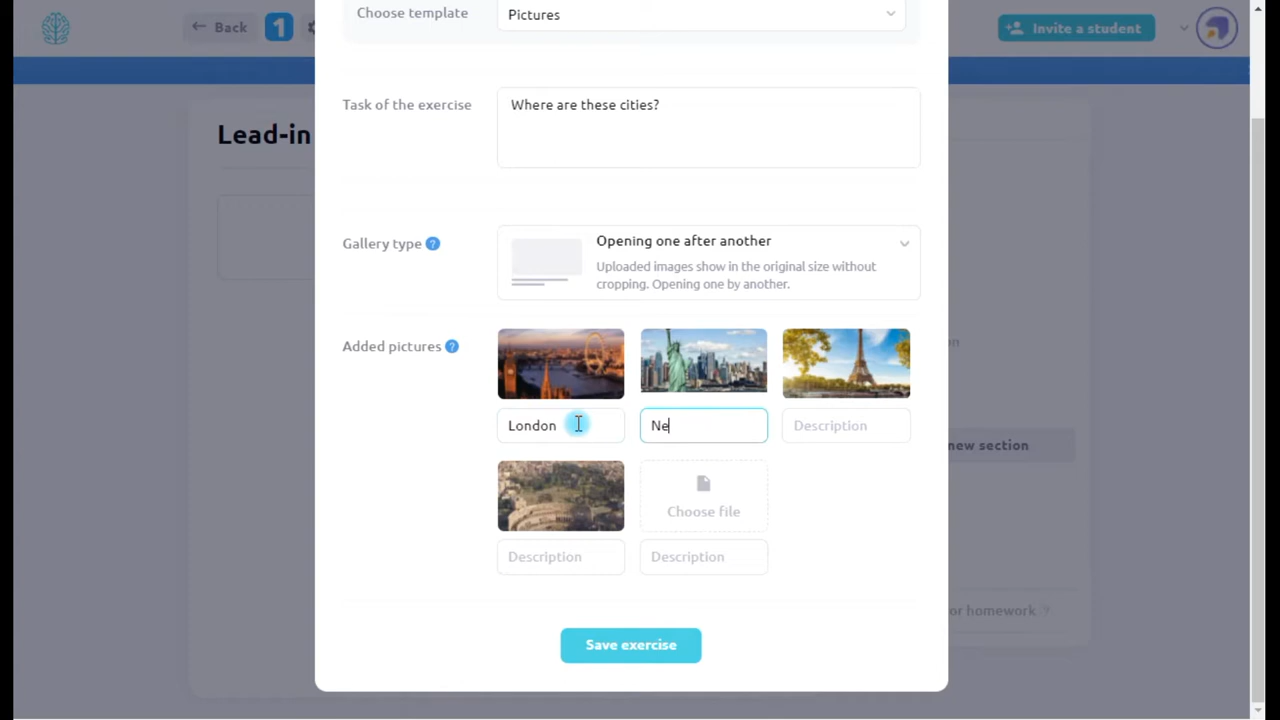 Choose template
Pictures
Back
1
Invite a student
Task of the exercise
Where are these cities?
Lead-in
Gallery type ?
Opening one after another
Uploaded images show in the original size without
cropping. Opening one by another.
Added pictures ?
London
Ne
Description
new section
Choose file
Description
Description
or homework ?
Save exercise